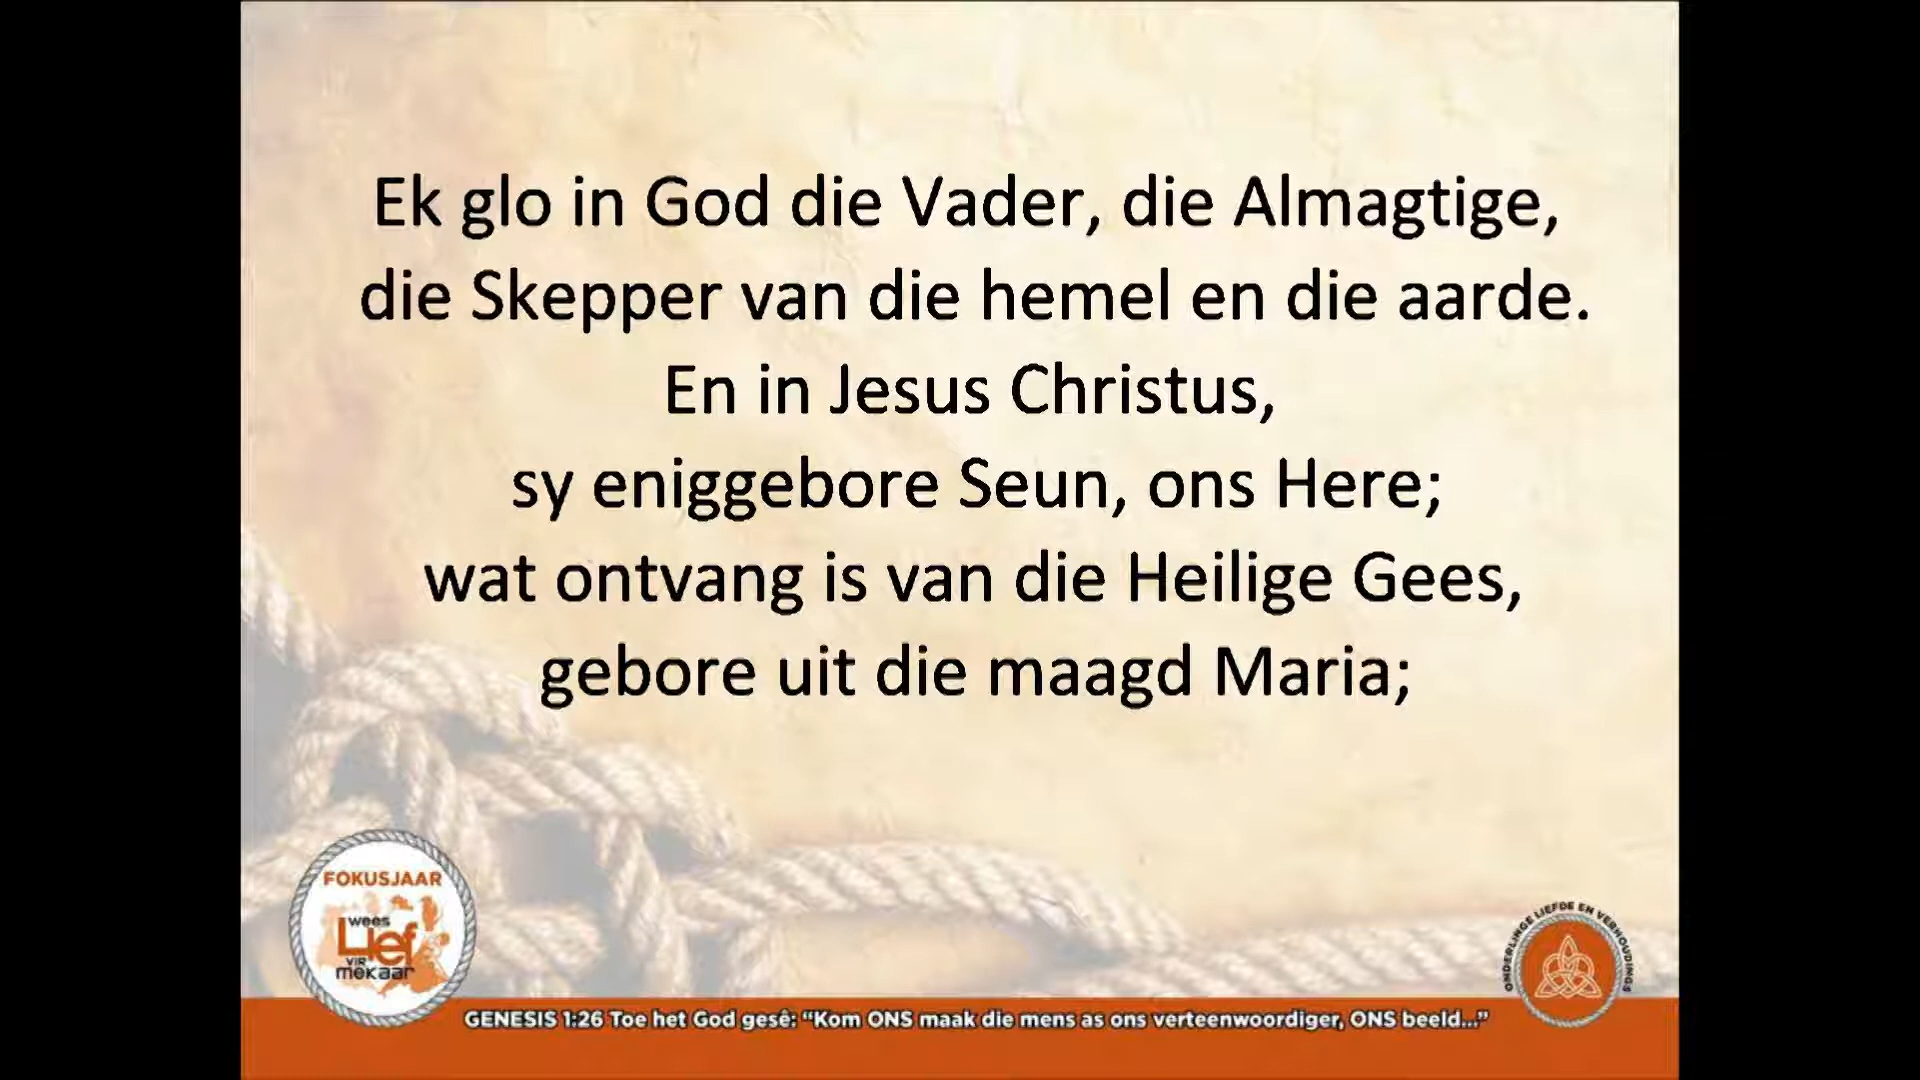 Ek glo in God die Vader, die Almagtige,
die Skepper van die hemel en die aarde.
En in Jesus Christus,
sy eniggebore Seun, ons Here;
wat ontvang is van die Heilige Gees,
gebore uit die maagd Maria;
FOKUSJAAR
wees
Lief
VIR
mekaar
ONDERLINGE LIEFDE EN VERHOUDINGS
GENESIS 1:26 Toe het God gesê: “Kom ONS maak die mens as ons verteenwoordiger, ONS beeld...”